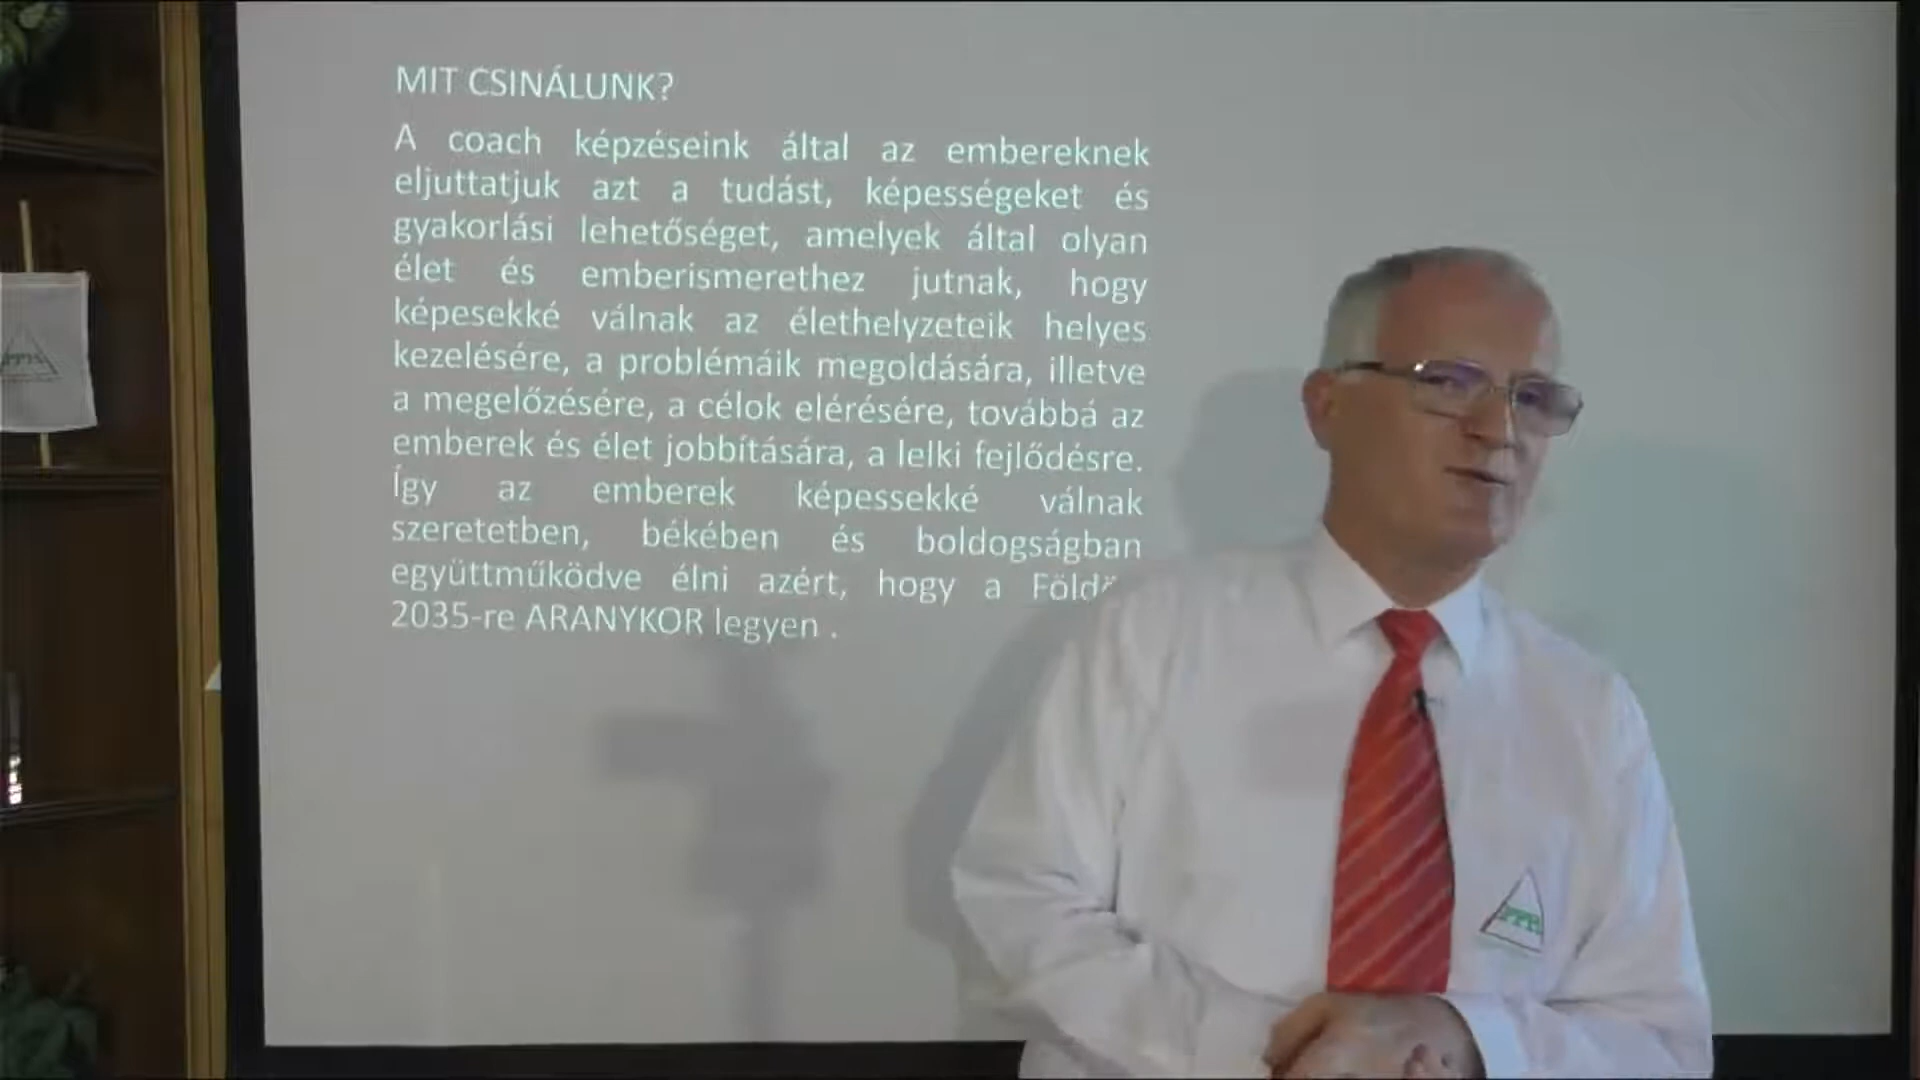 MIT CSINÁLUNK?
A coach képzéseink által az embereknek
eljuttatjuk azt a tudást, képességeket és
gyakorlási lehetőséget, amelyek által olyan
élet és emberismerethez jutnak, hogy
képesekké válnak az élethelyzeteik helyes
kezelésére, a problémáik megoldására, illetve
a megelőzésére, a célok elérésére, továbbá az
emberek és élet jobbítására, a lelki fejlődésre.
Így az emberek képessekké válnak
szeretetben, békében és boldogságban
együttműködve élni azért, hogy a
2035-re ARANYKOR legyen .